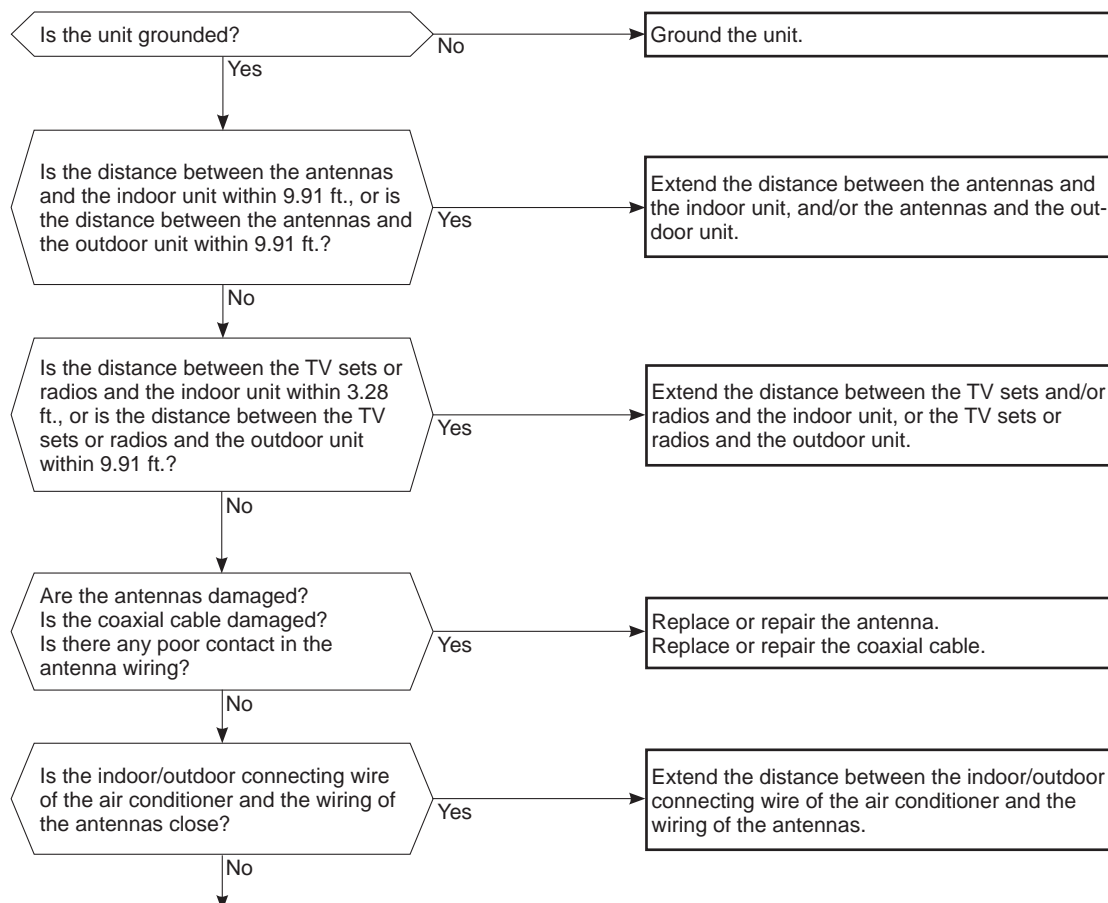 Is the unit grounded?
No
Ground the unit.
Yes
Is the distance between the antennas
and the indoor unit within 9.91 ft., or is
the distance between the antennas and
the outdoor unit within 9.91 ft.?
Yes
Extend the distance between the antennas and
the indoor unit, and/or the antennas and the out-
door unit.
No
Is the distance between the TV sets or
radios and the indoor unit within 3.28
ft., or is the distance between the TV
sets or radios and the outdoor unit
within 9.91 ft.?
Yes
Extend the distance between the TV sets and/or
radios and the indoor unit, or the TV sets or
radios and the outdoor unit.
No
Are the antennas damaged?
Is the coaxial cable damaged?
Is there any poor contact in the
antenna wiring?
Yes
Replace or repair the antenna.
Replace or repair the coaxial cable.
No
Is the indoor/outdoor connecting wire
of the air conditioner and the wiring of
the antennas close?
Yes
Extend the distance between the indoor/outdoor
connecting wire of the air conditioner and the
wiring of the antennas.
No